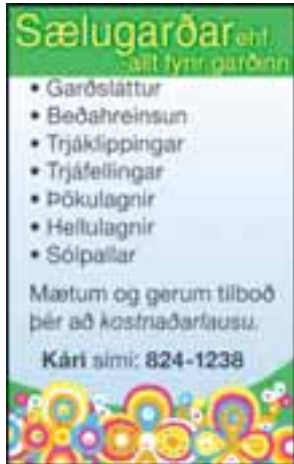 Sælugarðar ehf.
-allt fyrir garðinn
• Garðsláttur
• Beðahreinsun
• Trjáklippingar
• Trjáfellingar
• Þökulagnir
• Hellulagnir
• Sólpallar
Mætum og gerum tilboð
þér að kostnaðarlausu.
Kári sími: 824-1238